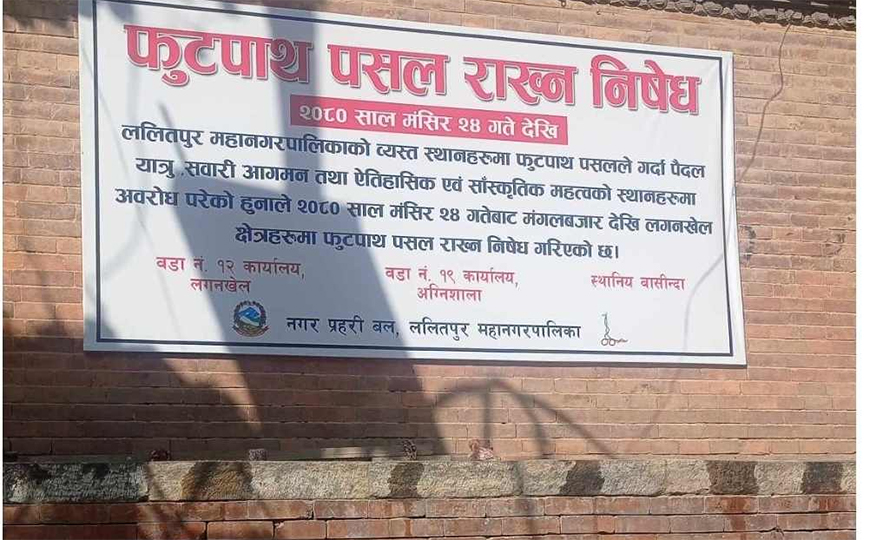 फुटपाथ पसल राख्न निषेध
२०८० साल मंसिर २४ गते देखि
ललितपुर महानगरपालिकाको व्यस्त स्थानहरुमा फुटपाथ पसलले गर्दा पैदल
यात्रु ,सवारी आगमन तथा ऐतिहासिक एवं साँस्कृतिक महत्वको स्थानहरुमा
अवरोध परेको हुनाले २०८० साल मंसिर २४ गतेबाट मंगलबजार देखि लगनखेल
क्षेत्रहरुमा फुटपाथ पसल राख्न निषेध गरिएको छ।
वडा नं. १२ कार्यालय,
लगनखेल
वडा नं. १९ कार्यालय,
अग्निशाला
स्थानिय वासीन्दा
नगर प्रहरी बल, ललितपुर महानगरपालिका